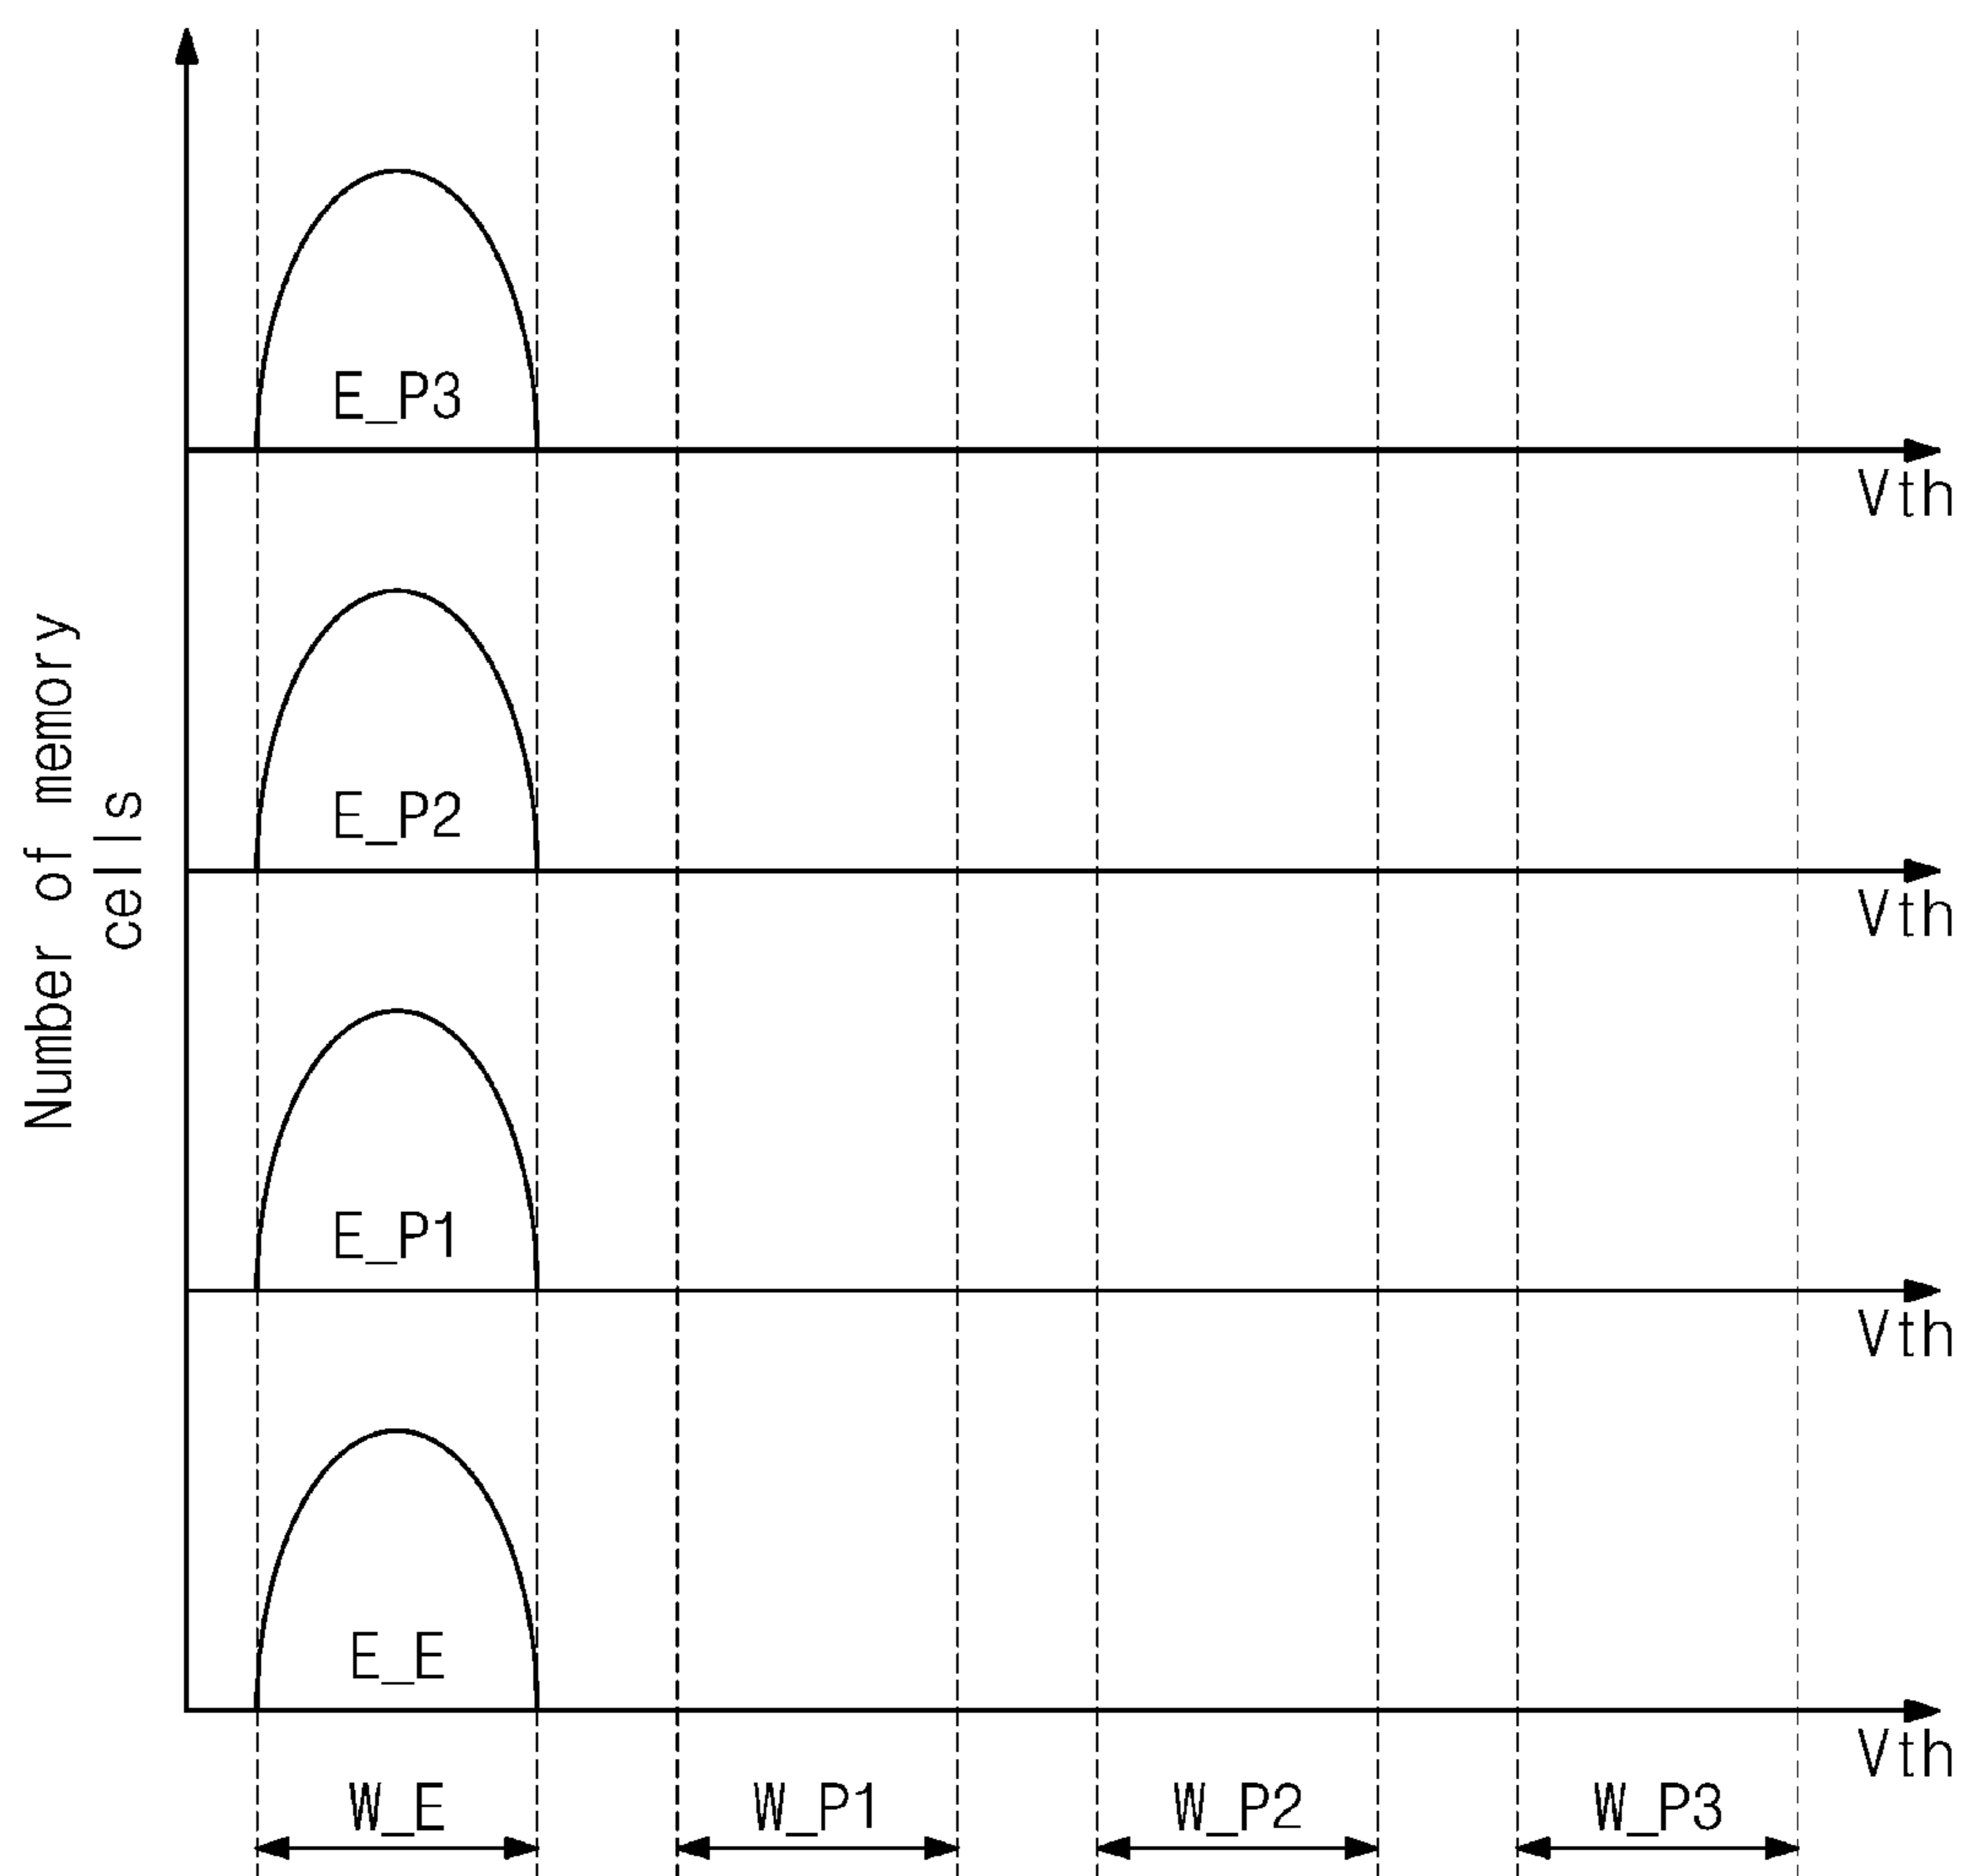 Number of memory
cells
E_P3
Vth
E_P2
Vth
E_P1
Vth
E_E
Vth
W_E
W_P1
W_P2
W_P3